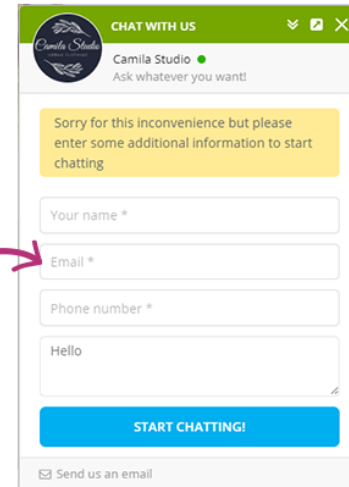 CHAT WITH US
Camila Studio
Camila Studio
Ask whatever you want!
Sorry for this inconvenience but please
enter some additional information to start
chatting
Your name *
Email *
Phone number *
Hello
START CHATTING!
Send us an email